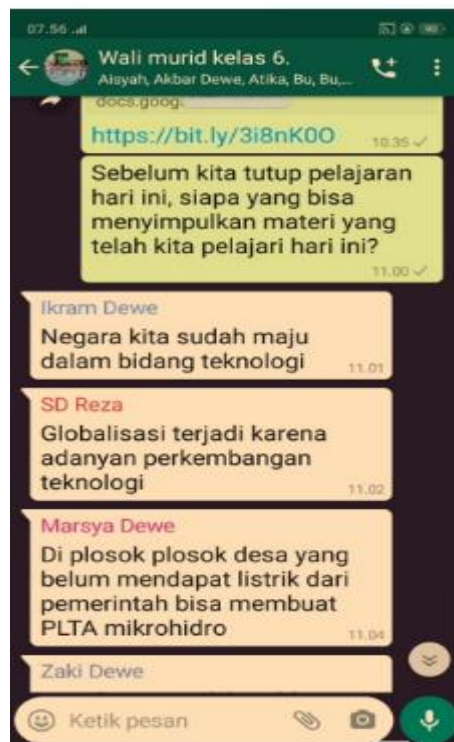 07.56
Wali murid kelas 6.
Aisyah, Akbar Dewe, Atika, Bu, Bu,...
docs.goog
https://bit.ly/3i8nK0O 10.35
Sebelum kita tutup pelajaran
hari ini, siapa yang bisa
menyimpulkan materi yang
telah kita pelajari hari ini?
11.00
Ikram Dewe
Negara kita sudah maju
dalam bidang teknologi 11.01
SD Reza
Globalisasi terjadi karena
adanyan perkembangan
teknologi 11.02
Marsya Dewe
Di plosok plosok desa yang
belum mendapat listrik dari
pemerintah bisa membuat
PLTA mikrohidro 11.04
Zaki Dewe
Ketik pesan